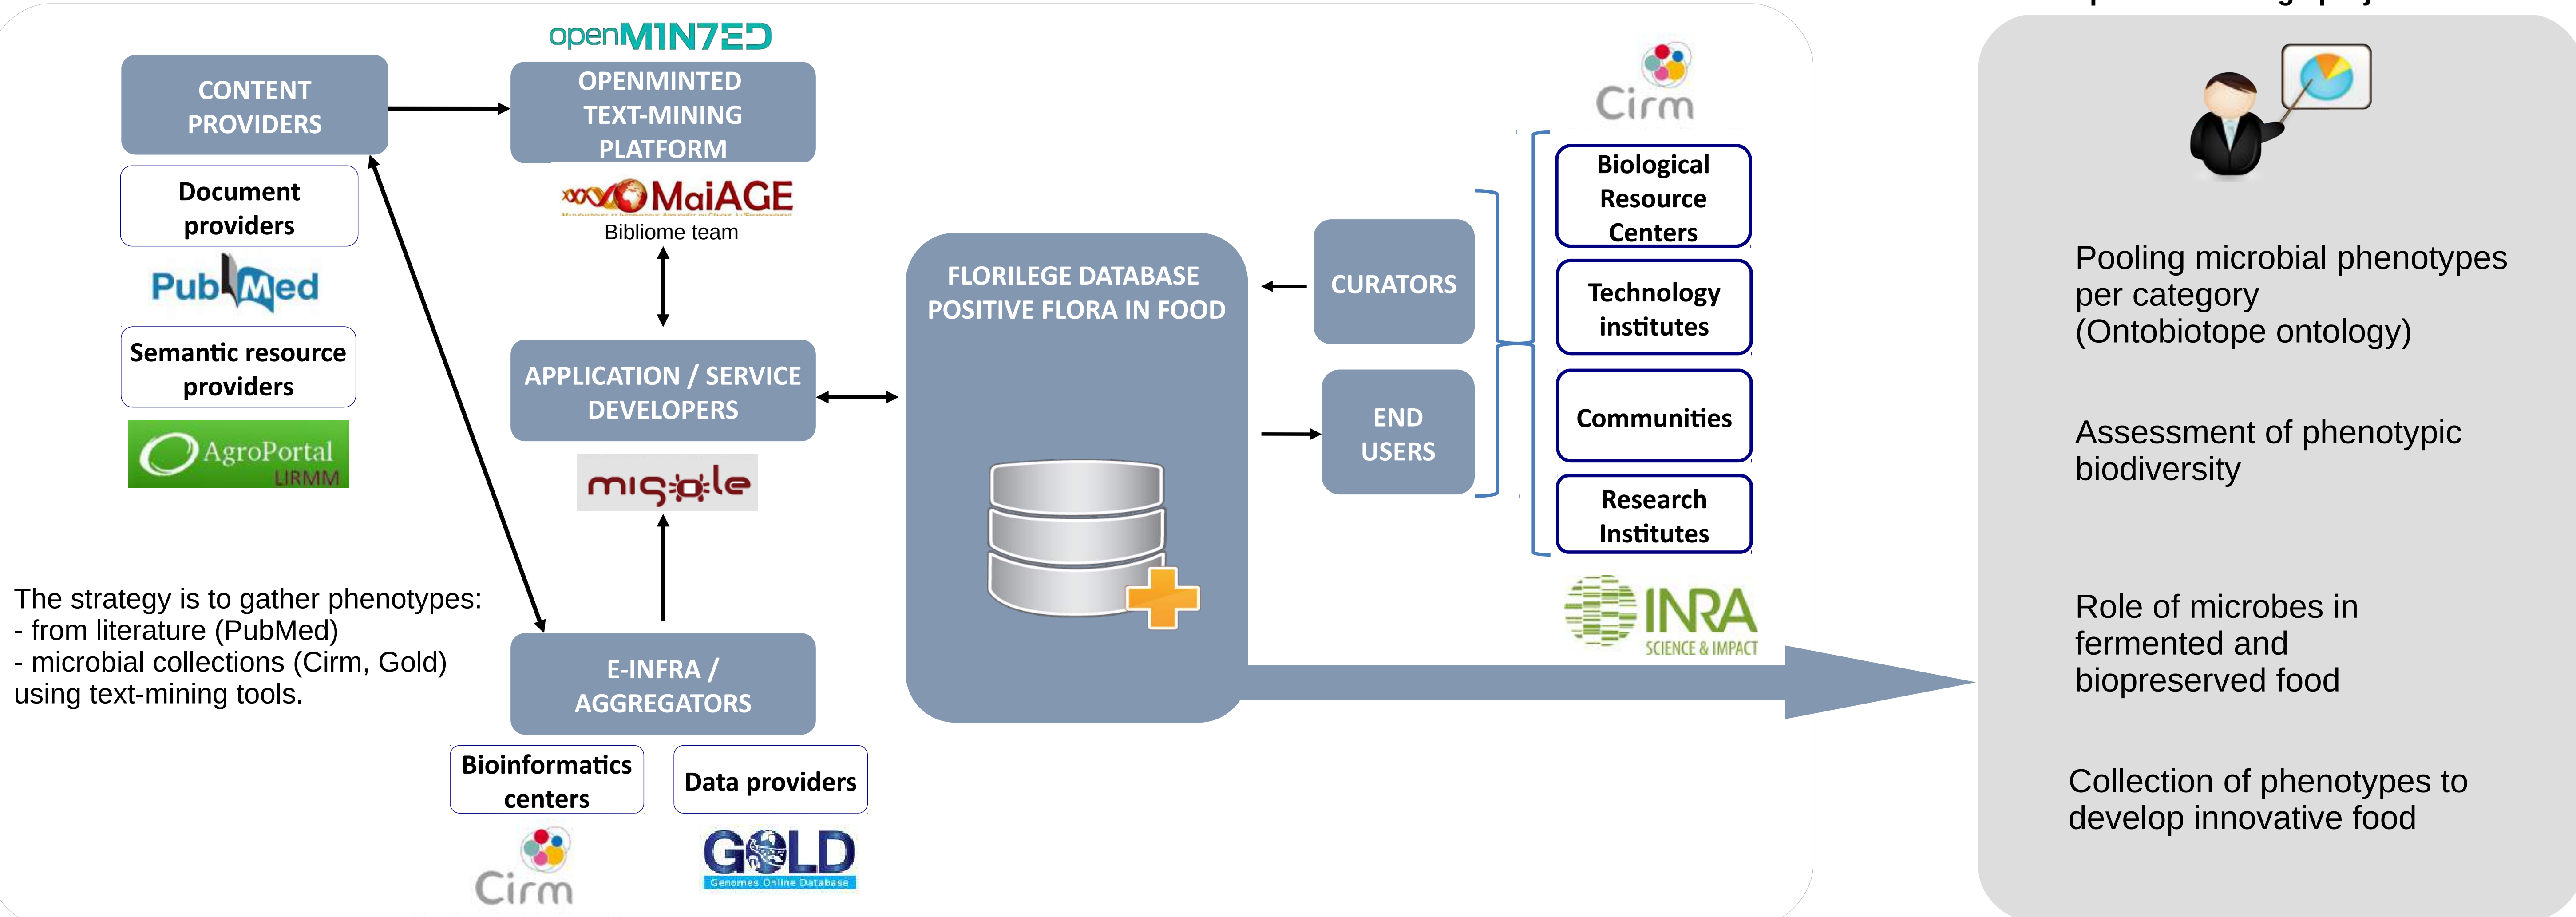 openM1N7ED
CONTENT
PROVIDERS
OPENMINTED
TEXT-MINING
PLATFORM
Document
providers
PubMed
Semantic resource
providers
AgroPortal
LIRMM
MaiAGE
Bibliome team
APPLICATION / SERVICE
DEVELOPERS
migale
The strategy is to gather phenotypes:
- from literature (PubMed)
- microbial collections (Cirm, Gold)
using text-mining tools.
E-INFRA /
AGGREGATORS
Bioinformatics
centers
Data providers
Cirm
GOLD
Genomes Online Database
FLORILEGE DATABASE
POSITIVE FLORA IN FOOD
CURATORS
END
USERS
Cirm
Biological
Resource
Centers
Technology
institutes
Communities
Research
Institutes
INRA
SCIENCE & IMPACT
Pooling microbial phenotypes
per category
(Ontobiotope ontology)
Assessment of phenotypic
biodiversity
Role of microbes in
fermented and
biopreserved food
Collection of phenotypes to
develop innovative food